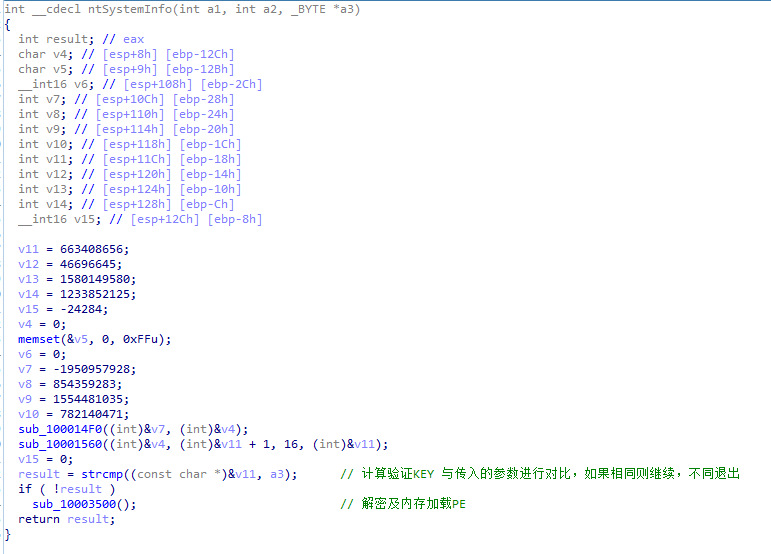 int __cdecl ntSystemInfo(int a1, int a2, _BYTE *a3)
{
int result; // eax
char v4; // [esp+8h] [ebp-12Ch]
char v5; // [esp+9h] [ebp-12Bh]
__int16 v6; // [esp+108h] [ebp-2Ch]
int v7; // [esp+10Ch] [ebp-28h]
int v8; // [esp+110h] [ebp-24h]
int v9; // [esp+114h] [ebp-20h]
int v10; // [esp+118h] [ebp-1Ch]
int v11; // [esp+11Ch] [ebp-18h]
int v12; // [esp+120h] [ebp-14h]
int v13; // [esp+124h] [ebp-10h]
int v14; // [esp+128h] [ebp-Ch]
__int16 v15; // [esp+12Ch] [ebp-8h]
v11 = 663408656;
v12 = 46696645;
v13 = 1580149580;
v14 = 1233852125;
v15 = -24284;
v4 = 0;
memset(&v5, 0, 0xFFu);
v6 = 0;
v7 = -1950957928;
v8 = 854359283;
v9 = 1554481035;
v10 = 782140471;
sub_100014F0((int)&v7, (int)&v4);
sub_10001560((int)&v4, (int)&v11 + 1, 16, (int)&v11);
v15 = 0;
result = strcmp((const char *)&v11, a3); // 计算验证KEY 与传入的参数进行对比，如果相同则继续，不同退出
if ( !result )
sub_10003500(); // 解密及内存加载PE
return result;
}